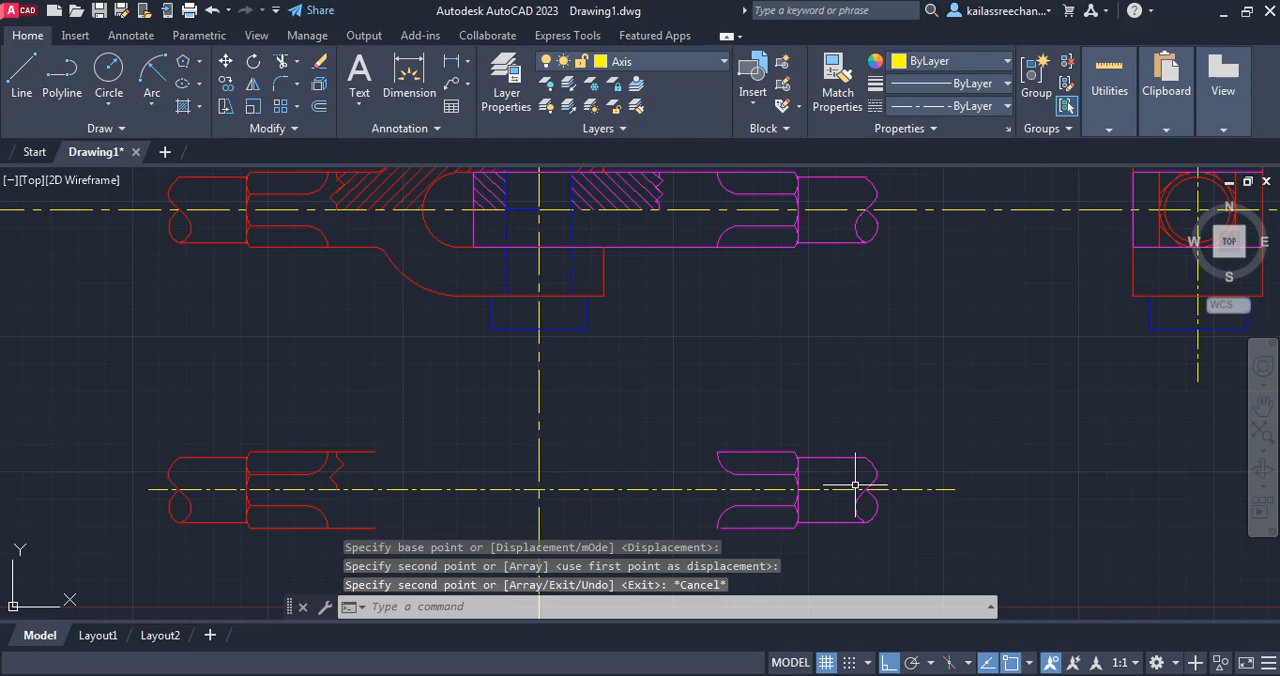 CAD Share Autodesk AutoCAD 2023 Drawing1.dwg Type a keyword or phrase kailassreechan...
Home Insert Annotate Parametric View Manage Output Add-ins Collaborate Express Tools Featured Apps
Axis ByLayer
ByLayer
ByLayer
Line Polyline Circle Arc Text Dimension Layer Properties Insert Match Properties Group Utilities Clipboard View
Draw Modify Annotation Layers Block Properties Groups
Start Drawing1*
[−][Top][2D Wireframe]
N
W TOP E
S
WCS
Specify base point or [Displacement/mOde] <Displacement>:
Specify second point or [Array] <use first point as displacement>:
Specify second point or [Array/Exit/Undo] <Exit>: *Cancel*
Type a command
Y
X
Model Layout1 Layout2
MODEL 1:1